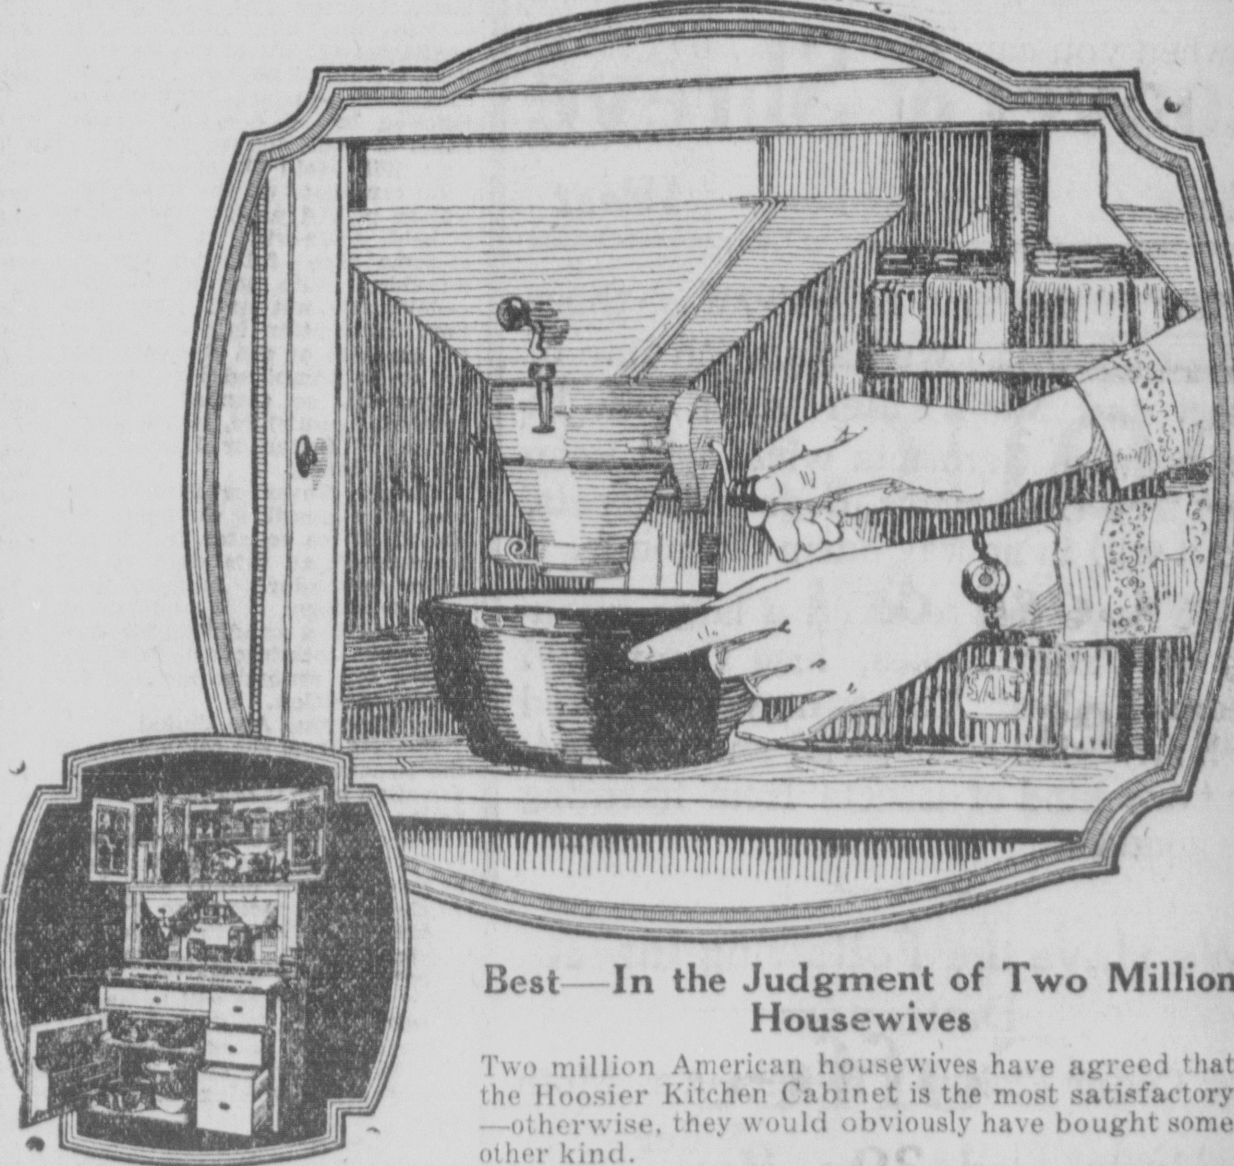 SALT
Best—In the Judgment of Two Million
Housewives
Two million American housewives have agreed that
the Hoosier Kitchen Cabinet is the most satisfactory
—otherwise, they would obviously have bought some
other kind.